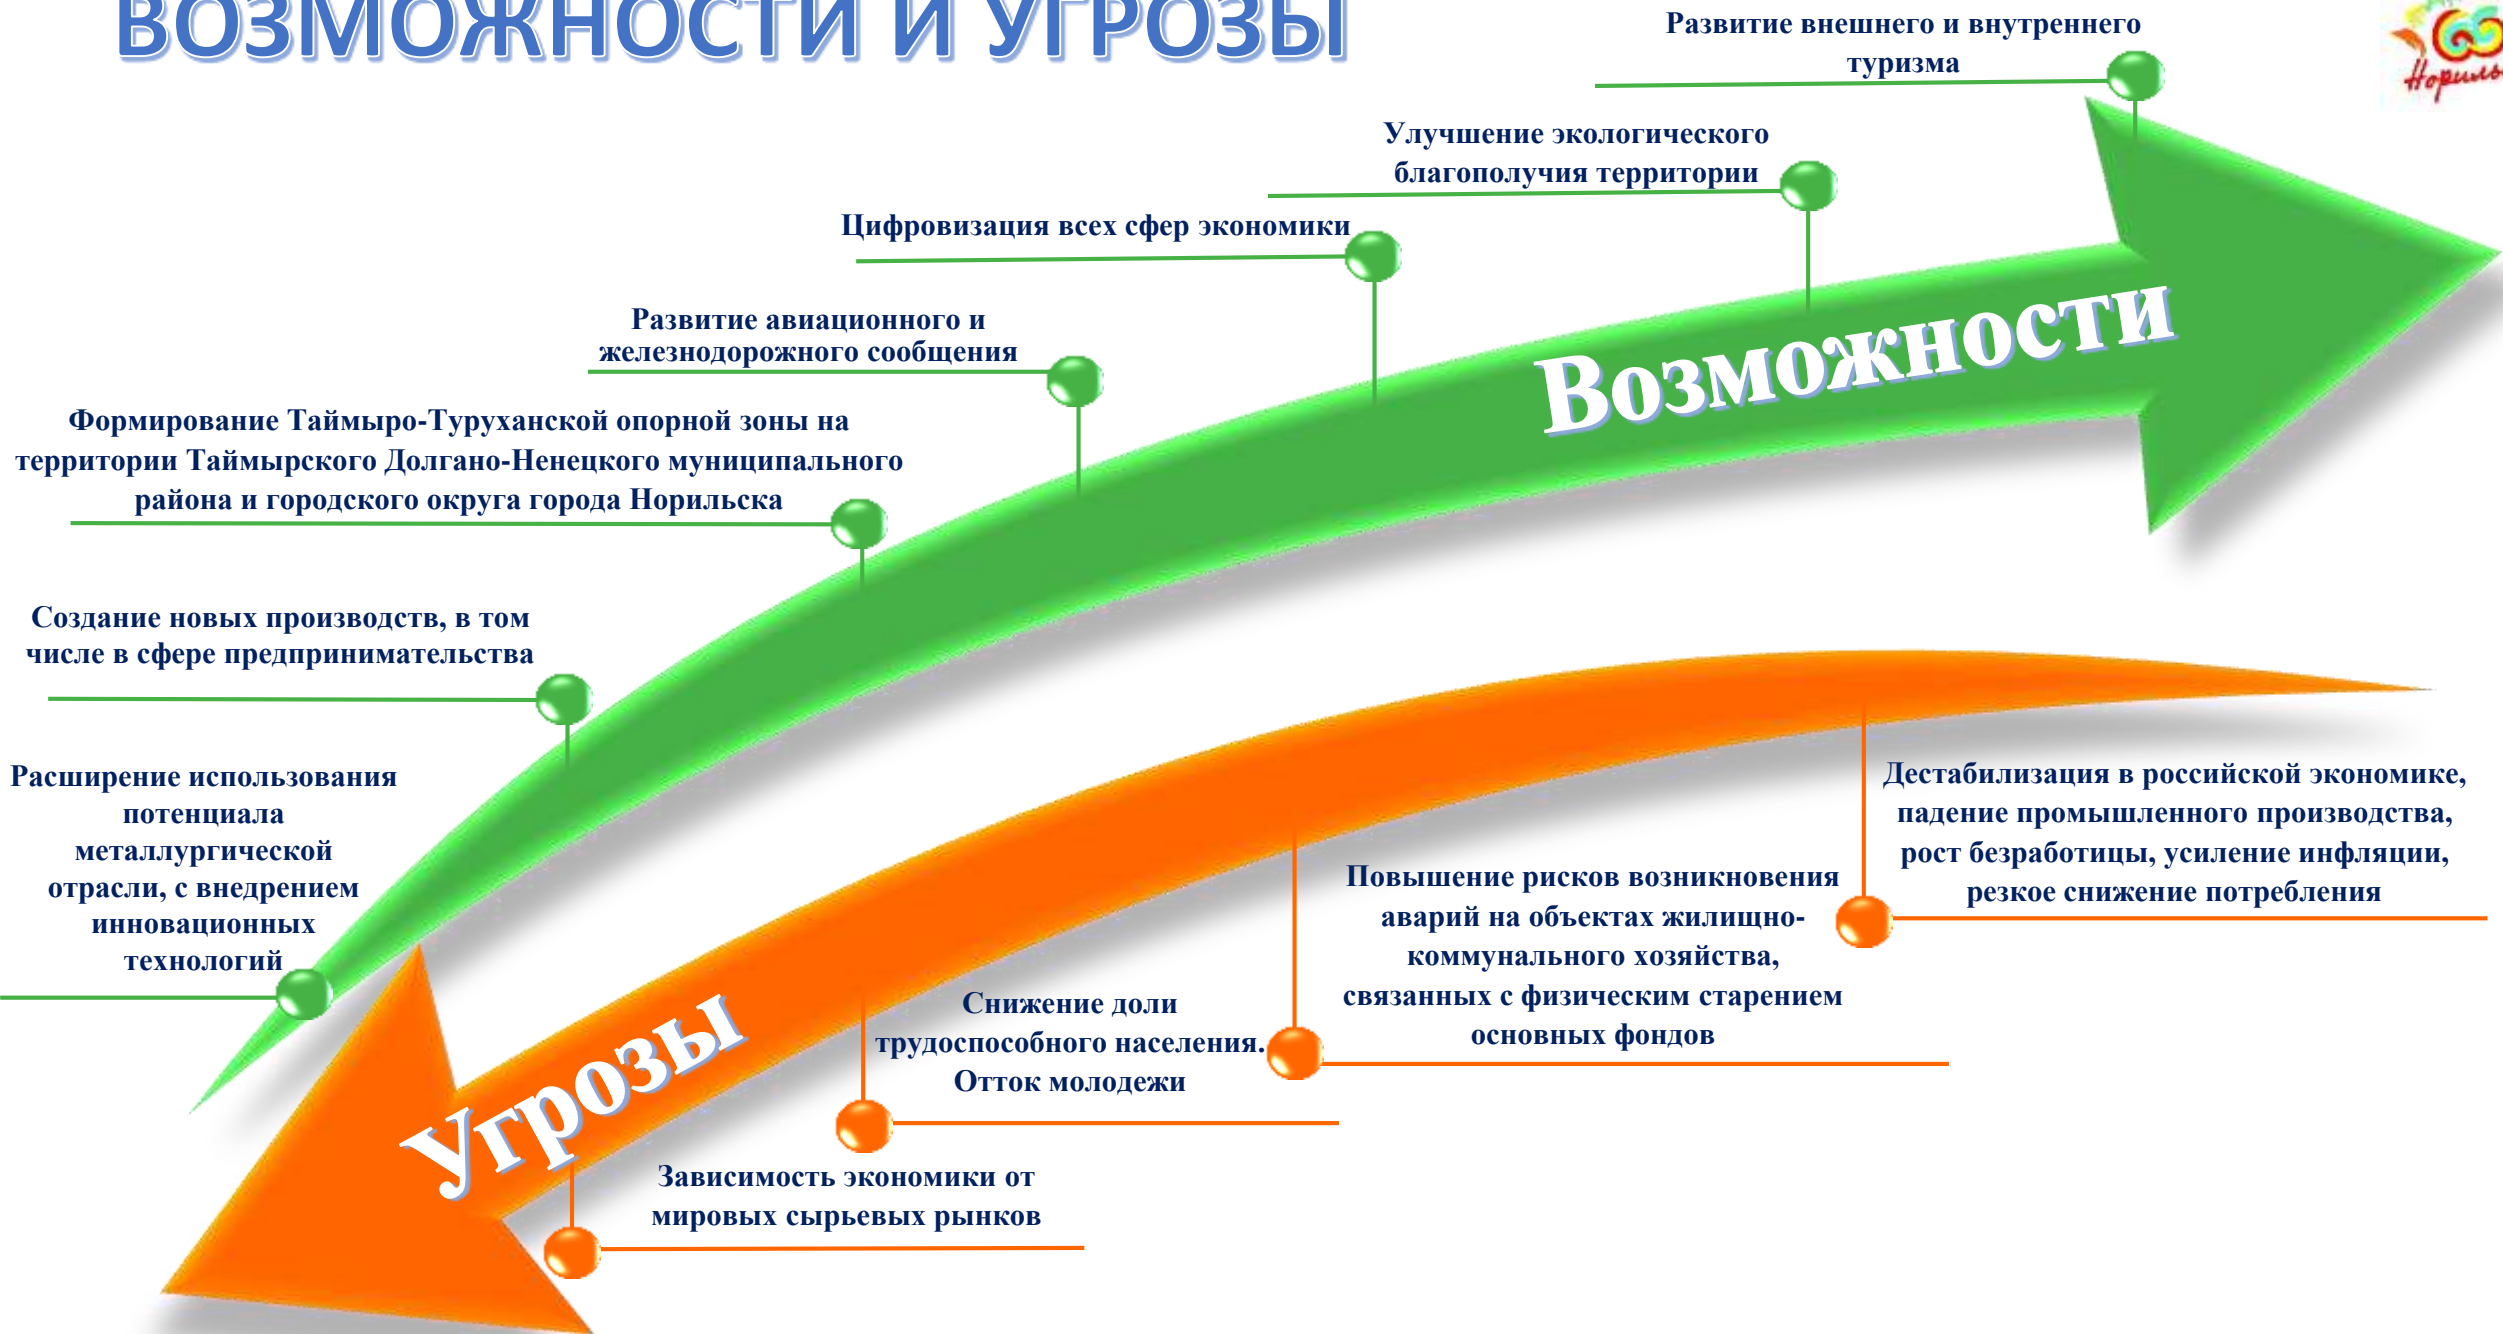 ВОЗМОЖНОСТИ И УГРОЗЫ
Развитие внешнего и внутреннего
туризма
Улучшение экологического
благополучия территории
Цифровизация всех сфер экономики
Развитие авиационного и
железнодорожного сообщения
Формирование Таймыро-Туруханской опорной зоны на
территории Таймырского Долгано-Ненецкого муниципального
района и городского округа города Норильска
Создание новых производств, в том
числе в сфере предпринимательства
Расширение использования
потенциала
металлургической
отрасли, с внедрением
инновационных
технологий
Возможности
Угрозы
Дестабилизация в российской экономике,
падение промышленного производства,
рост безработицы, усиление инфляции,
резкое снижение потребления
Повышение рисков возникновения
аварий на объектах жилищно-
коммунального хозяйства,
связанных с физическим старением
основных фондов
Снижение доли
трудоспособного населения.
Отток молодежи
Зависимость экономики от
мировых сырьевых рынков